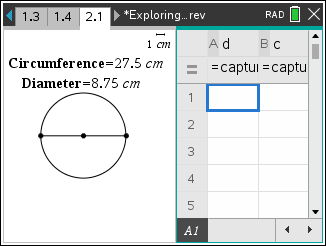 1.3 1.4 2.1 *Exploring...rev RAD
1 cm
Circumference=27.5 cm
Diameter=8.75 cm
A d B c
= =captur =captu
1
2
3
4
5
A1